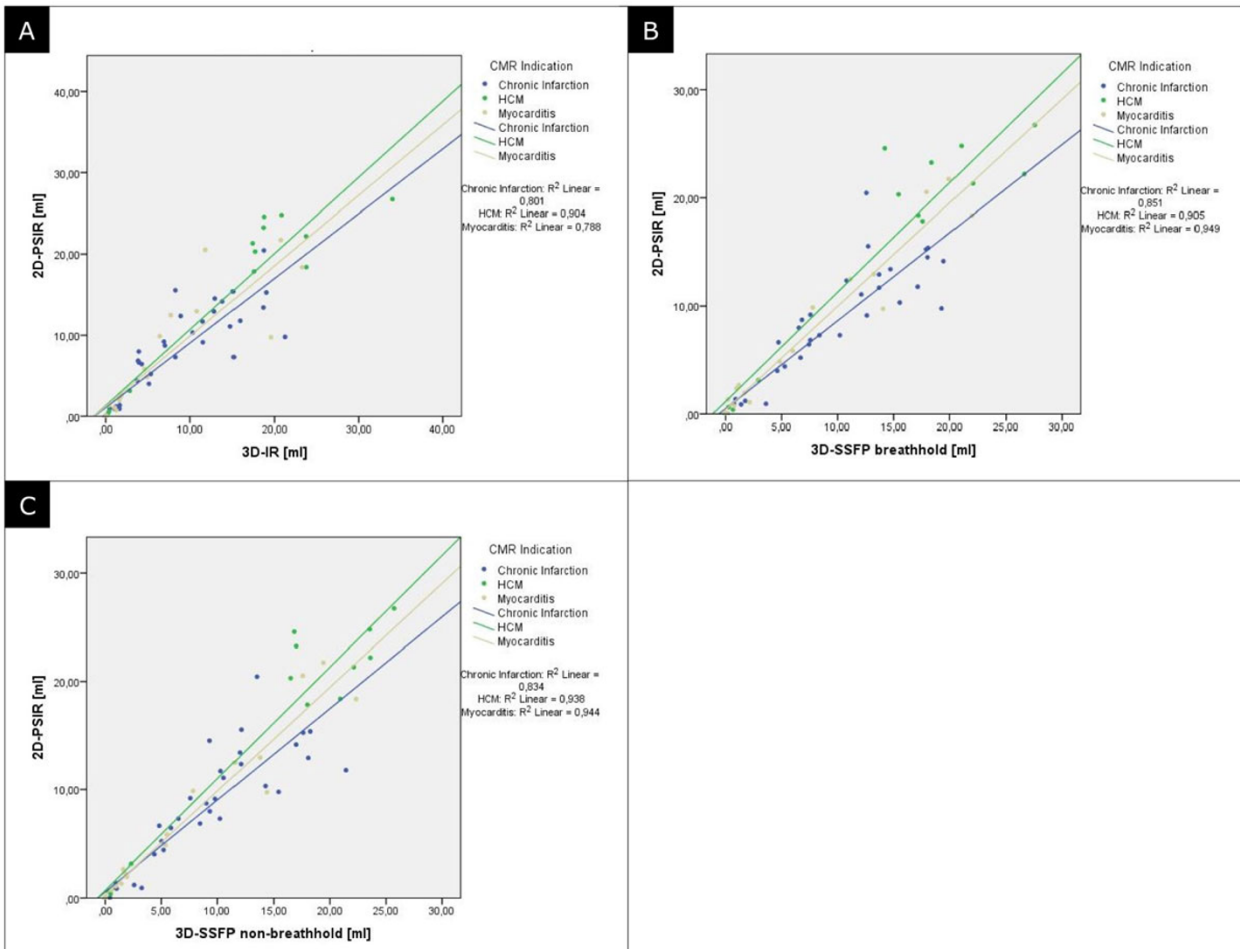 A
40,00
30,00
20,00
10,00
,00
2D-PSIR [ml]
,00 10,00 20,00 30,00 40,00
3D-IR [ml]
CMR Indication
Chronic Infarction
HCM
Myocarditis
Chronic Infarction
HCM
Myocarditis
Chronic Infarction: R2 Linear =
0,801
HCM: R2 Linear = 0,904
Myocarditis: R2 Linear = 0,788
B
30,00
20,00
10,00
,00
2D-PSIR [ml]
,00 5,00 10,00 15,00 20,00 25,00 30,00
3D-SSFP breathhold [ml]
CMR Indication
Chronic Infarction
HCM
Myocarditis
Chronic Infarction
HCM
Myocarditis
Chronic Infarction: R2 Linear =
0,851
HCM: R2 Linear = 0,905
Myocarditis: R2 Linear = 0,949
C
30,00
20,00
10,00
,00
2D-PSIR [ml]
,00 5,00 10,00 15,00 20,00 25,00 30,00
3D-SSFP non-breathhold [ml]
CMR Indication
Chronic Infarction
HCM
Myocarditis
Chronic Infarction
HCM
Myocarditis
Chronic Infarction: R2 Linear =
0,834
HCM: R2 Linear = 0,938
Myocarditis: R2 Linear = 0,944